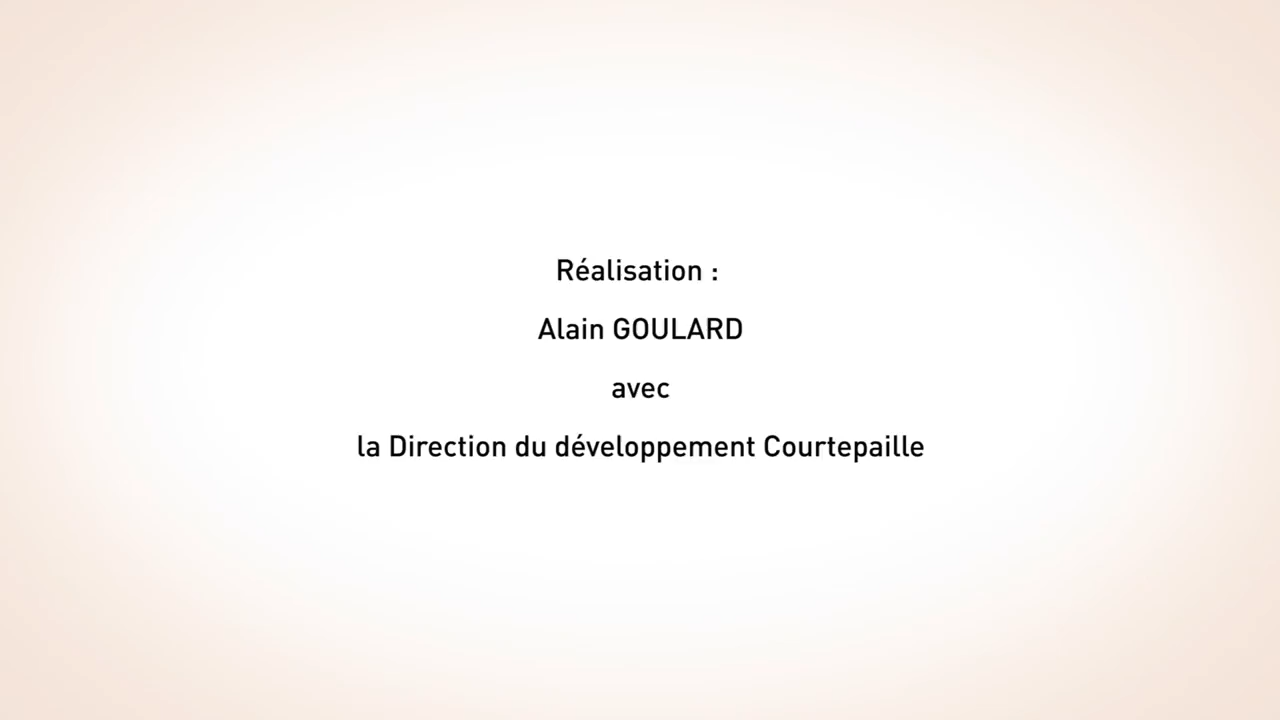 Réalisation :
Alain GOULARD
avec
la Direction du développement Courtepaille